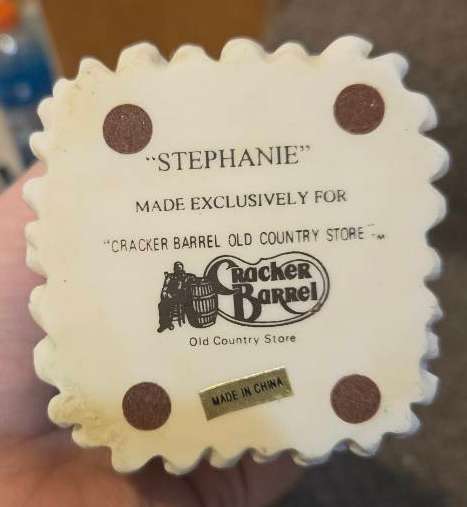 "STEPHANIE"
MADE EXCLUSIVELY FOR
"CRACKER BARREL OLD COUNTRY STORE"™
Cracker
Barrel
Old Country Store
MADE IN CHINA